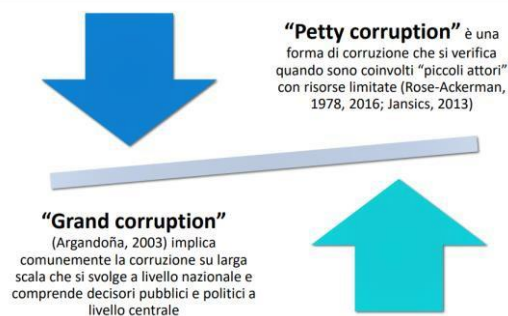 “Petty corruption” è una
forma di corruzione che si verifica
quando sono coinvolti “piccoli attori”
con risorse limitate (Rose-Ackerman,
1978, 2016; Jansics, 2013)
“Grand corruption”
(Argandoña, 2003) implica
comunemente la corruzione su larga
scala che si svolge a livello nazionale e
comprende decisori pubblici e politici a
livello centrale